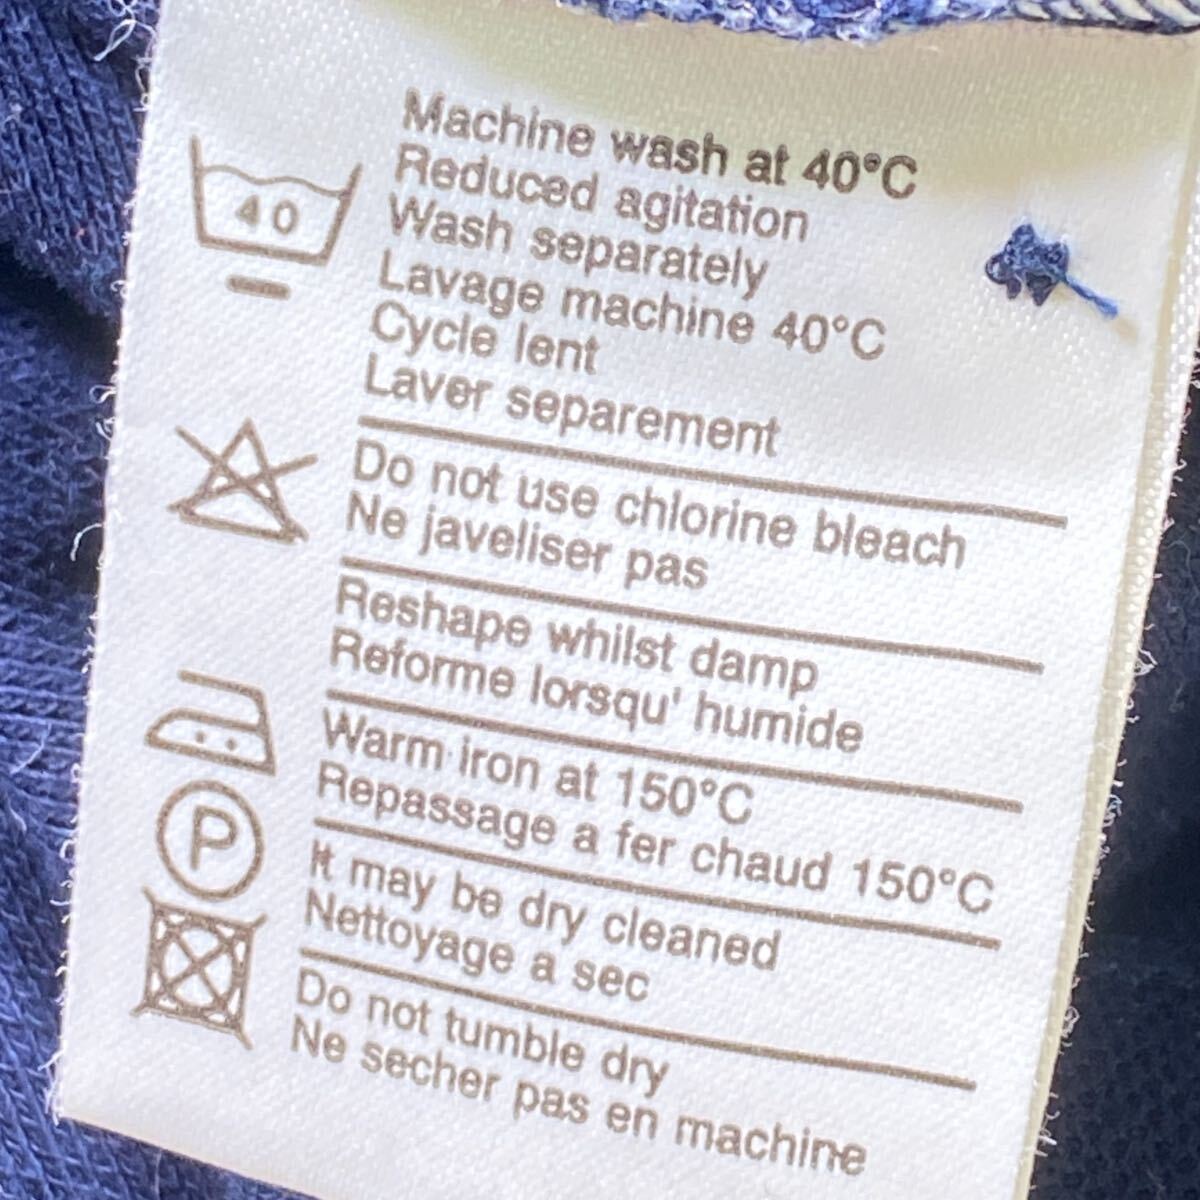 Machine wash at 40°C
Reduced agitation
40
Wash separately
Lavage machine 40°C
Cycle lent
Laver separement
Do not use chlorine bleach
Ne javeliser pas
Reshape whilst damp
Reforme lorsqu' humide
Warm iron at 150°C
Repassage a fer chaud 150°C
P
It may be dry cleaned
Nettoyage a sec
Do not tumble dry
Ne secher pas en machine